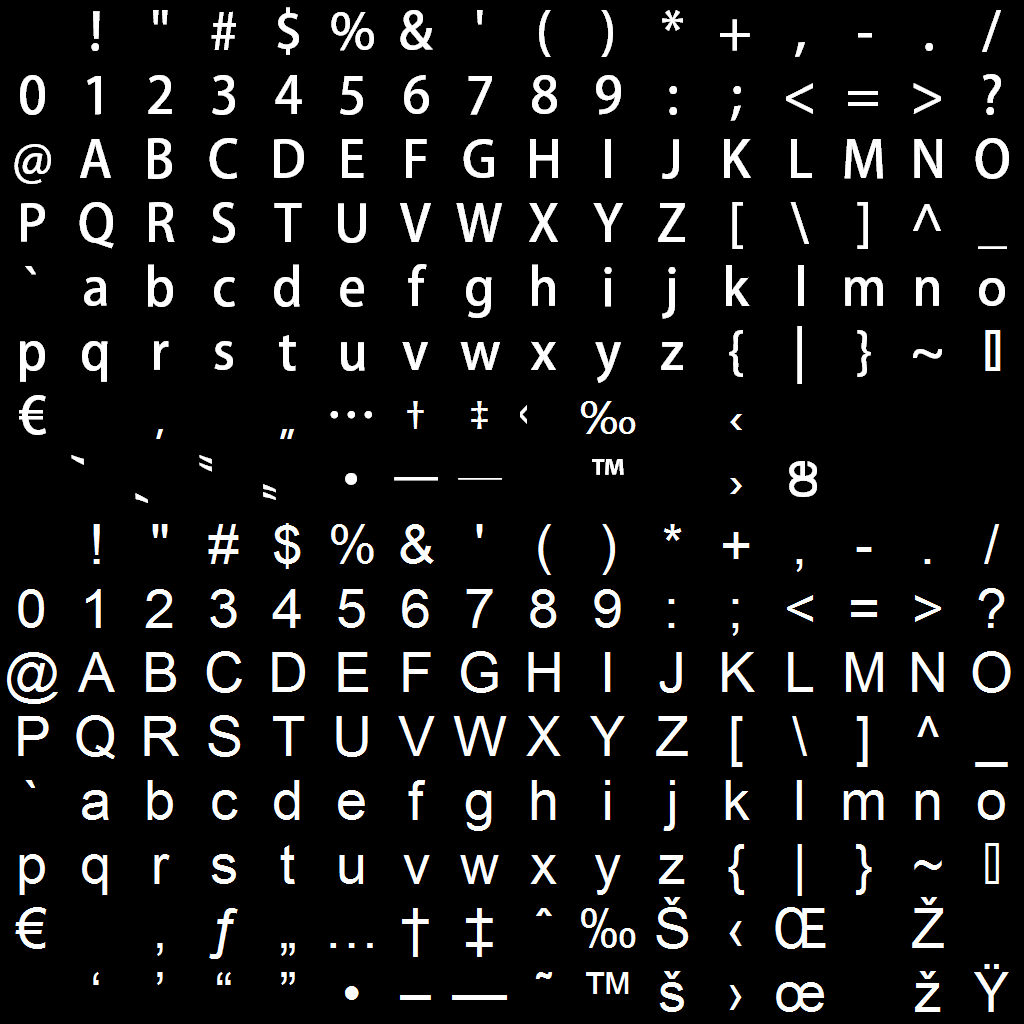 ! " # $ % & ' ( ) * + , - . /
0 1 2 3 4 5 6 7 8 9 : ; < = > ?
@ A B C D E F G H I J K L M N O
P Q R S T U V W X Y Z [ \ ] ^ _
` a b c d e f g h i j k l m n o
p q r s t u v w x y z { | } ~ ▯
€ , „ … † ‡ ‹ ‰ ‹
• — — ™ ›
! " # $ % & ' ( ) * + , - . /
0 1 2 3 4 5 6 7 8 9 : ; < = > ?
@ A B C D E F G H I J K L M N O
P Q R S T U V W X Y Z [ \ ] ^ _
` a b c d e f g h i j k l m n o
p q r s t u v w x y z { | } ~ ▯
€ ‚ ƒ „ … † ‡ ˆ ‰ Š ‹ Œ Ž
‘ ’ “ ” • – — ˜ ™ š › œ ž Ÿ